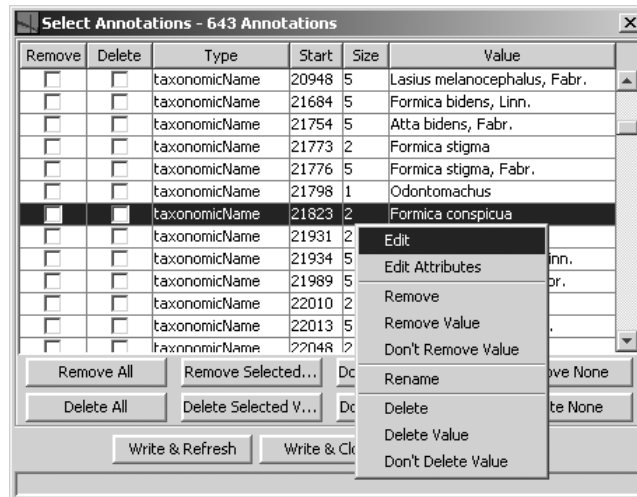 Select Annotations - 643 Annotations
Remove Delete Type Start Size Value
taxonomicName 20948 5 Lasius melanocephalus, Fabr.
taxonomicName 21684 5 Formica bidens, Linn.
taxonomicName 21754 5 Atta bidens, Fabr.
taxonomicName 21773 2 Formica stigma
taxonomicName 21776 5 Formica stigma, Fabr.
taxonomicName 21798 1 Odontomachus
taxonomicName 21823 2 Formica conspicua
taxonomicName 21931 2
taxonomicName 21934 5 inn.
taxonomicName 21989 5 br.
taxonomicName 22010 2
taxonomicName 22013 5 .
taxonomicName 22048 2
Edit
Edit Attributes
Remove
Remove Value
Don't Remove Value
Rename
Delete
Delete Value
Don't Delete Value
Remove All Remove Selected... Do ove None
Delete All Delete Selected V... Do te None
Write & Refresh Write & Clo